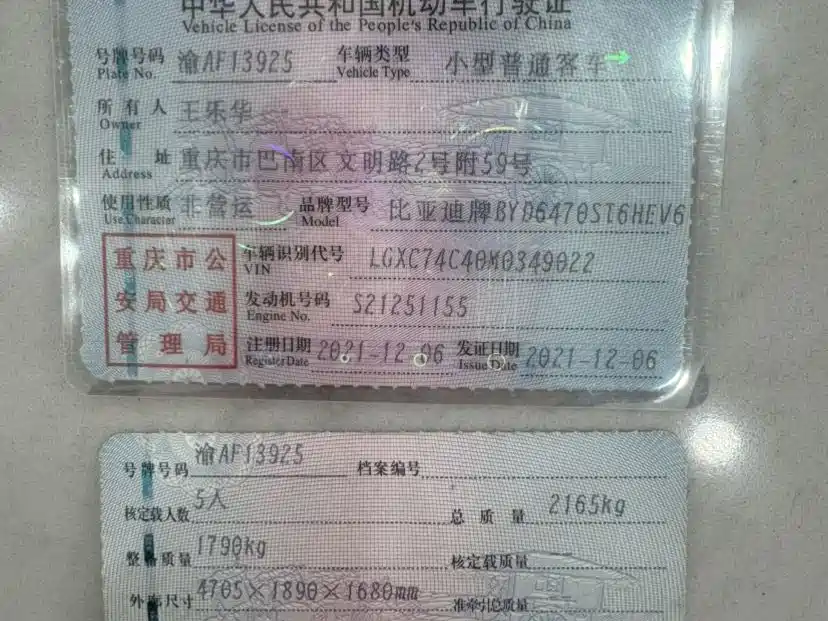 中华人民共和国机动车行驶证
Vehicle License of the People's Republic of China
号牌号码 渝AF13925 车辆类型 小型普通客车
Plate No. Vehicle Type
所有人 王乐华
Owner
住址 重庆市巴南区文明路2号附59号
Address
使用性质 非营运 品牌型号 比亚迪牌BYD6470ST6HEV6
Use Character Model
重庆市公安局交通管理局
车辆识别代号 LGXC74C40M0349022
VIN
发动机号码 S21251155
Engine No.
注册日期 2021-12-06 发证日期 2021-12-06
Register Date Issue Date
号牌号码 渝AF13925 档案编号
核定载人数 5人 总质量 2165kg
整备质量 1790kg 核定载质量
外廓尺寸 4705×1890×1680mm 准牵引总质量